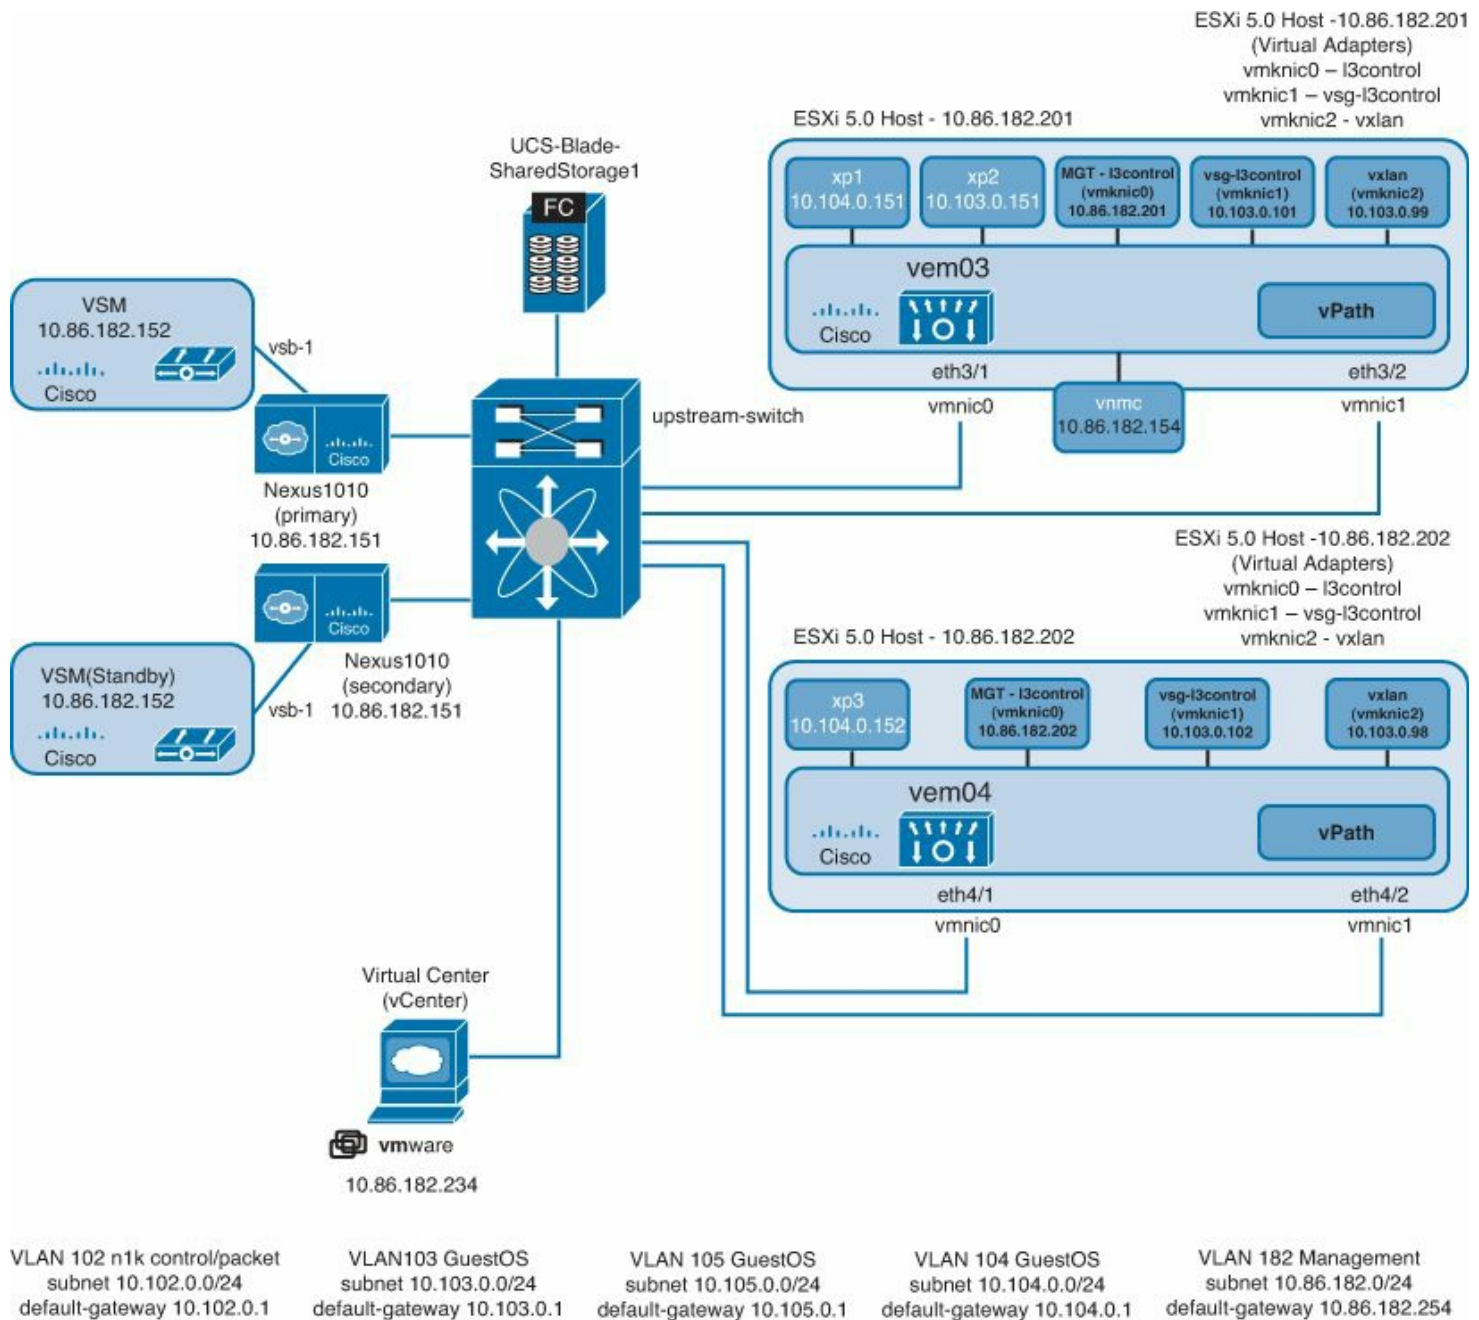 ESXi 5.0 Host -10.86.182.201
(Virtual Adapters)
vmknic0 – l3control
vmknic1 – vsg-l3control
vmknic2 - vxlan
ESXi 5.0 Host - 10.86.182.201
xp1
10.104.0.151
xp2
10.103.0.151
MGT - l3control
(vmknic0)
10.86.182.201
vsg-l3control
(vmknic1)
10.103.0.101
vxlan
(vmknic2)
10.103.0.99
vem03
Cisco
vPath
eth3/1
eth3/2
vmnic0
vmnic1
vnmc
10.86.182.154
UCS-Blade-
SharedStorage1
FC
VSM
10.86.182.152
Cisco
vsb-1
Cisco
Nexus1010
(primary)
10.86.182.151
upstream-switch
Cisco
Nexus1010
(secondary)
10.86.182.151
VSM(Standby)
10.86.182.152
Cisco
vsb-1
ESXi 5.0 Host -10.86.182.202
(Virtual Adapters)
vmknic0 – l3control
vmknic1 – vsg-l3control
vmknic2 - vxlan
ESXi 5.0 Host - 10.86.182.202
xp3
10.104.0.152
MGT - l3control
(vmknic0)
10.86.182.202
vsg-l3control
(vmknic1)
10.103.0.102
vxlan
(vmknic2)
10.103.0.98
vem04
Cisco
vPath
eth4/1
eth4/2
vmnic0
vmnic1
Virtual Center
(vCenter)
vmware
10.86.182.234
VLAN 102 n1k control/packet
subnet 10.102.0.0/24
default-gateway 10.102.0.1
VLAN103 GuestOS
subnet 10.103.0.0/24
default-gateway 10.103.0.1
VLAN 105 GuestOS
subnet 10.105.0.0/24
default-gateway 10.105.0.1
VLAN 104 GuestOS
subnet 10.104.0.0/24
default-gateway 10.104.0.1
VLAN 182 Management
subnet 10.86.182.0/24
default-gateway 10.86.182.254